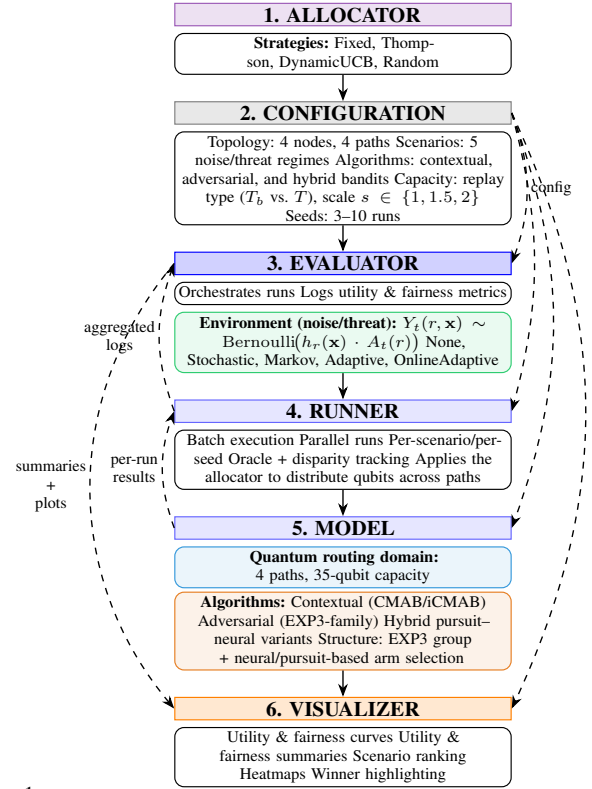 1. ALLOCATOR
Strategies: Fixed, Thomp-
son, DynamicUCB, Random
2. CONFIGURATION
Topology: 4 nodes, 4 paths Scenarios: 5
noise/threat regimes Algorithms: contextual,
adversarial, and hybrid bandits Capacity: replay
type (T_b vs. T), scale s ∈ {1, 1.5, 2}
Seeds: 3–10 runs
config
3. EVALUATOR
Orchestrates runs Logs utility & fairness metrics
Environment (noise/threat): Y_t(r, x) ∼
Bernoulli(h_r(x) · A_t(r)) None,
Stochastic, Markov, Adaptive, OnlineAdaptive
aggregated
logs
4. RUNNER
Batch execution Parallel runs Per-scenario/per-
seed Oracle + disparity tracking Applies the
allocator to distribute qubits across paths
per-run
results
summaries
+
plots
5. MODEL
Quantum routing domain:
4 paths, 35-qubit capacity
Algorithms: Contextual (CMAB/iCMAB)
Adversarial (EXP3-family) Hybrid pursuit–
neural variants Structure: EXP3 group
+ neural/pursuit-based arm selection
6. VISUALIZER
Utility & fairness curves Utility &
fairness summaries Scenario ranking
Heatmaps Winner highlighting